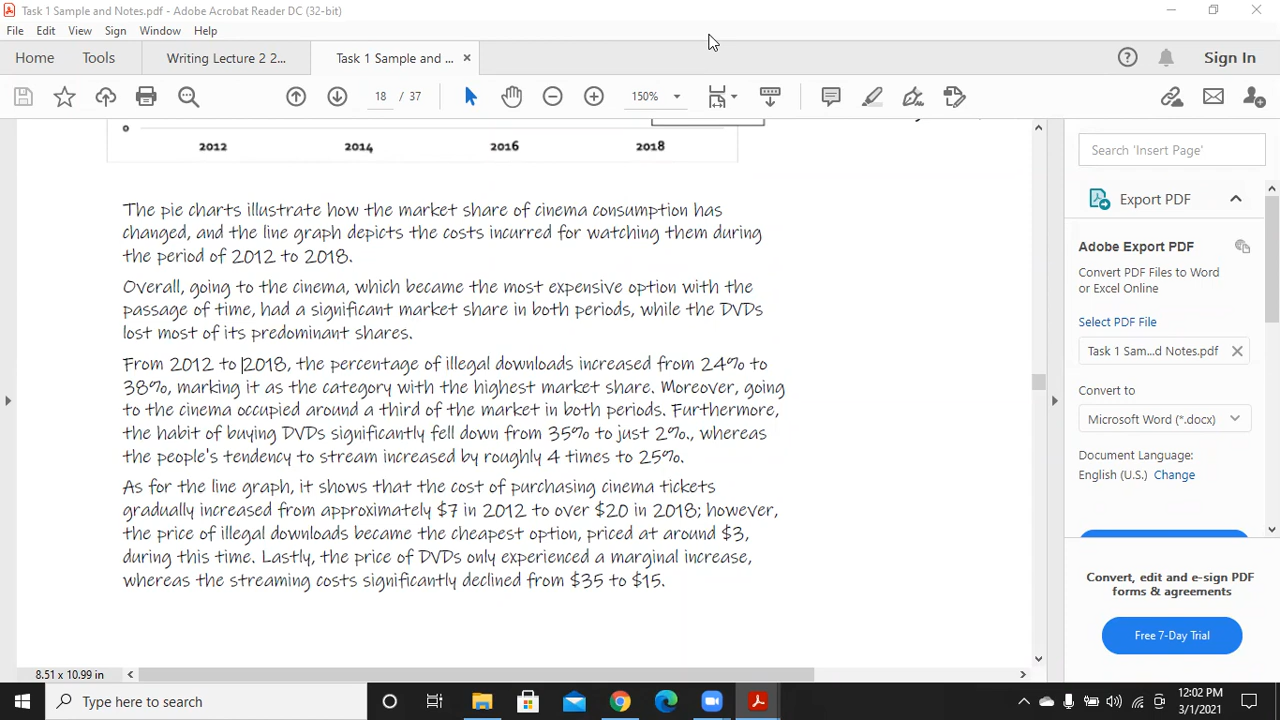 Task 1 Sample and Notes.pdf - Adobe Acrobat Reader DC (32-bit)
File Edit View Sign Window Help
Home Tools Writing Lecture 2 2... Task 1 Sample and ... × Sign In
18 / 37 150%
0
2012 2014 2016 2018
The pie charts illustrate how the market share of cinema consumption has
changed, and the line graph depicts the costs incurred for watching them during
the period of 2012 to 2018.
Overall, going to the cinema, which became the most expensive option with the
passage of time, had a significant market share in both periods, while the DVDs
lost most of its predominant shares.
From 2012 to 2018, the percentage of illegal downloads increased from 24% to
38%, marking it as the category with the highest market share. Moreover, going
to the cinema occupied around a third of the market in both periods. Furthermore,
the habit of buying DVDs significantly fell down from 35% to just 2%., whereas
the people's tendency to stream increased by roughly 4 times to 25%.
As for the line graph, it shows that the cost of purchasing cinema tickets
gradually increased from approximately $7 in 2012 to over $20 in 2018; however,
the price of illegal downloads became the cheapest option, priced at around $3,
during this time. Lastly, the price of DVDs only experienced a marginal increase,
whereas the streaming costs significantly declined from $35 to $15.
8.51 x 10.99 in
Search 'Insert Page'
Export PDF
Adobe Export PDF
Convert PDF Files to Word
or Excel Online
Select PDF File
Task 1 Sam...d Notes.pdf
Convert to
Microsoft Word (*.docx)
Document Language:
English (U.S.) Change
Convert, edit and e-sign PDF
forms & agreements
Free 7-Day Trial
Type here to search
12:02 PM
3/1/2021